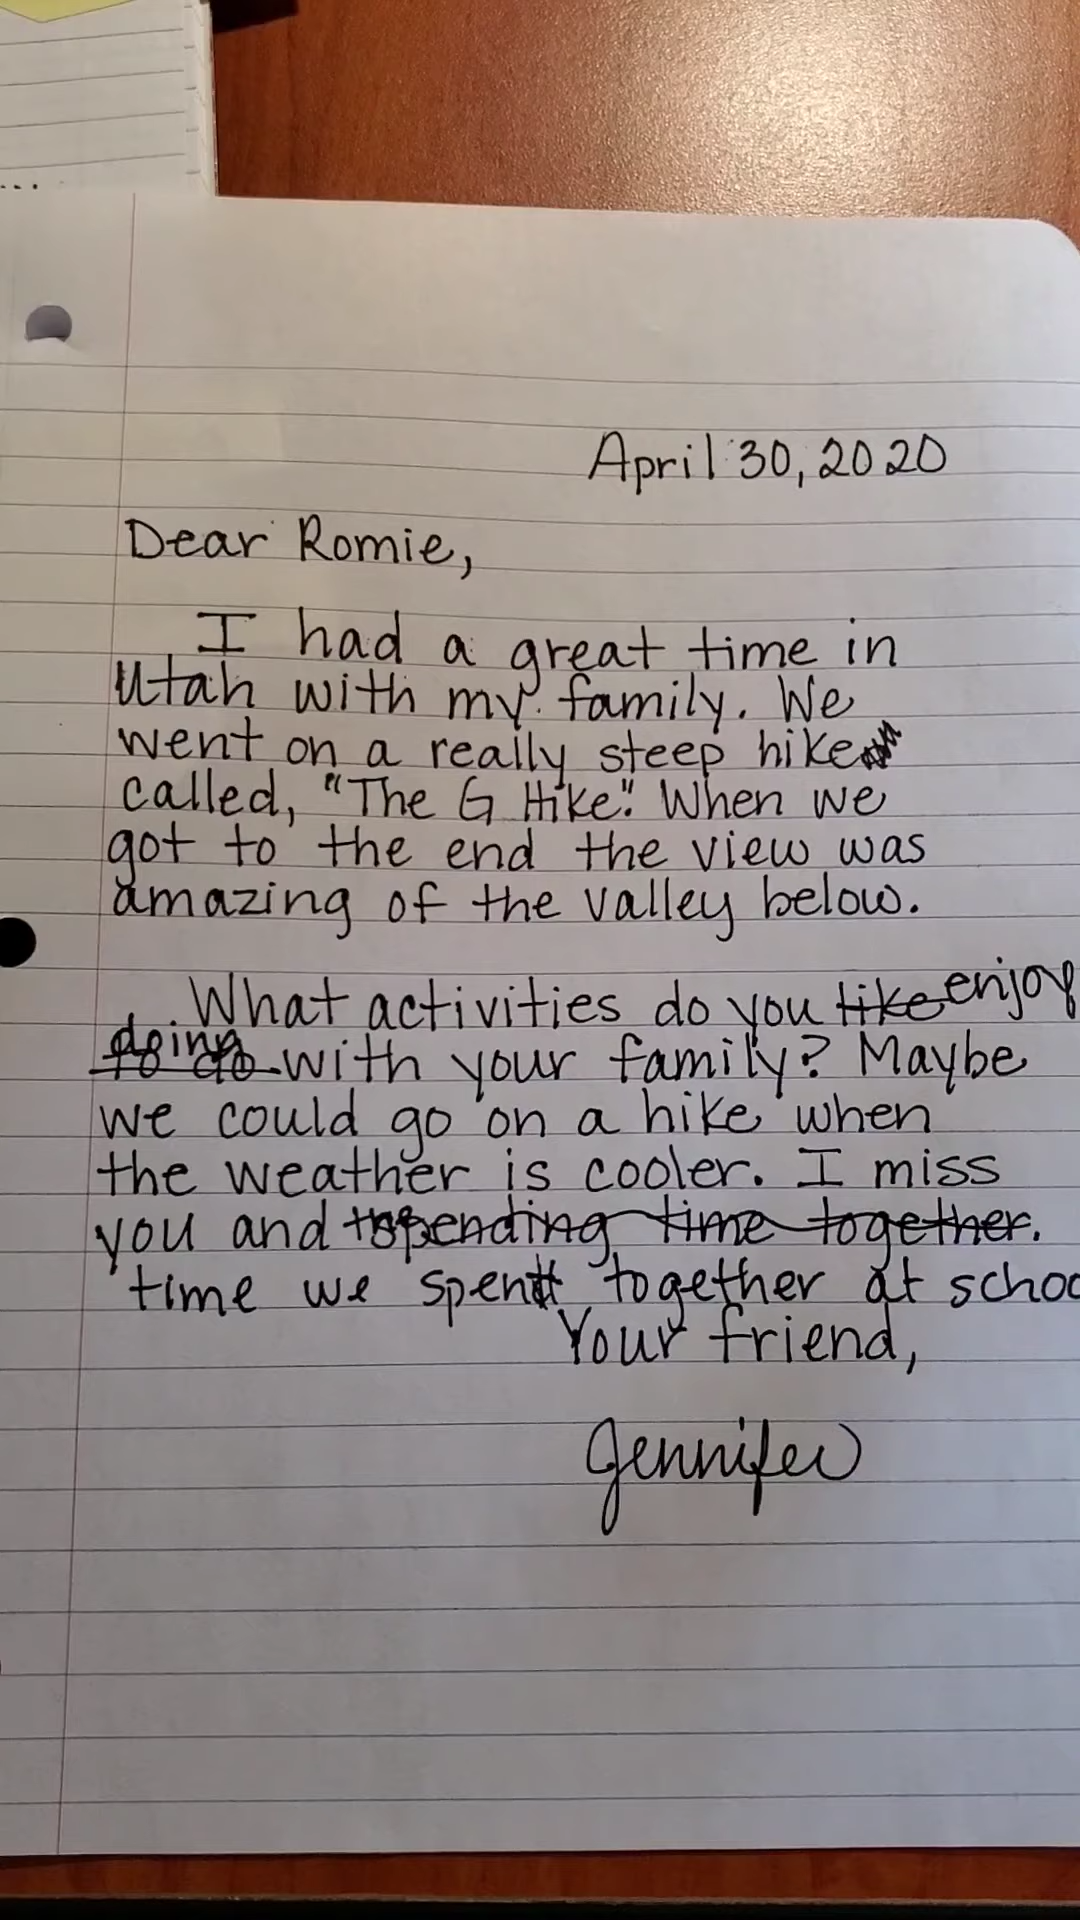 April 30, 2020
Dear Romie,
I had a great time in
Utah with my family. We
went on a really steep hike
called, "The G Hike". When we
got to the end the view was
amazing of the valley below.
What activities do you like enjoy
doing
to do with your family? Maybe
we could go on a hike when
the weather is cooler. I miss
you and the spending time together.
time we spent together at schoo
Your friend,
Jennifer